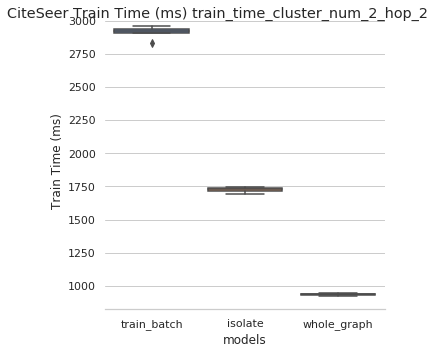 CiteSeer Train Time (ms) train_time_cluster_num_2_hop_2
3000
2750
2500
2250
2000
1750
1500
1250
1000
Train Time (ms)
train_batch isolate whole_graph
models